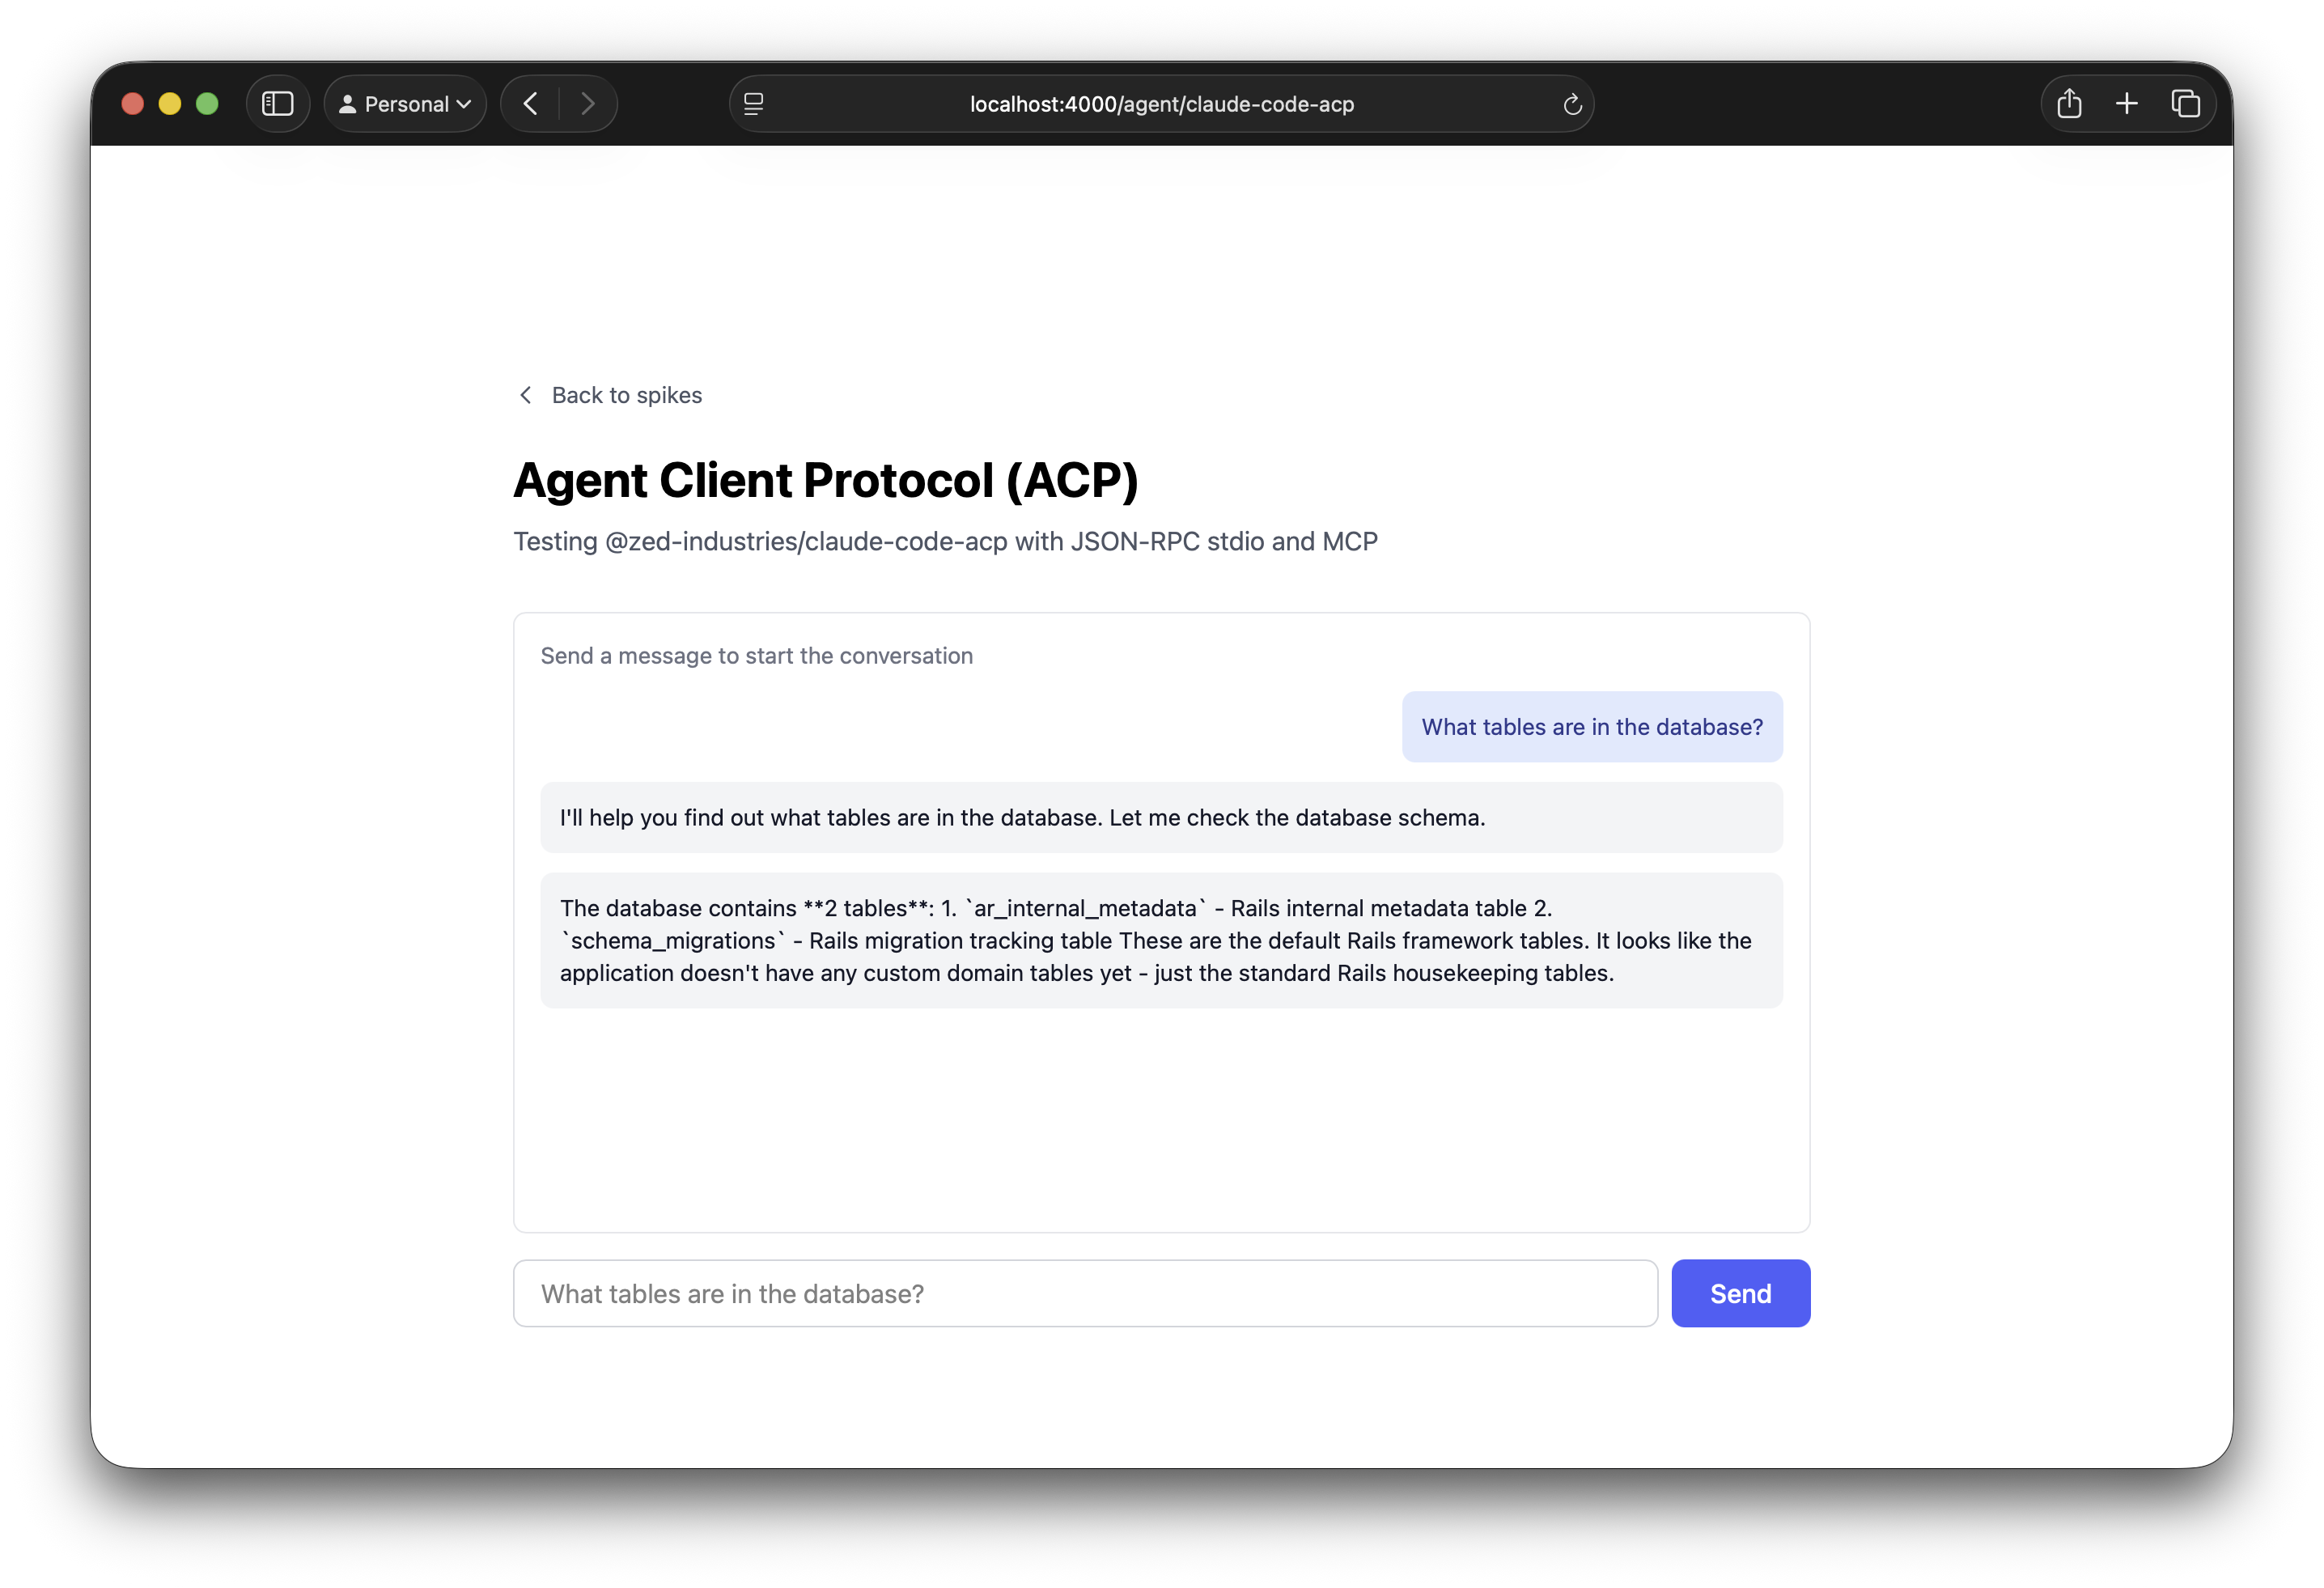 Personal
localhost:4000/agent/claude-code-acp
Back to spikes
Agent Client Protocol (ACP)
Testing @zed-industries/claude-code-acp with JSON-RPC stdio and MCP
Send a message to start the conversation
What tables are in the database?
I'll help you find out what tables are in the database. Let me check the database schema.
The database contains **2 tables**: 1. `ar_internal_metadata` - Rails internal metadata table 2.
`schema_migrations` - Rails migration tracking table These are the default Rails framework tables. It looks like the
application doesn't have any custom domain tables yet - just the standard Rails housekeeping tables.
What tables are in the database?
Send